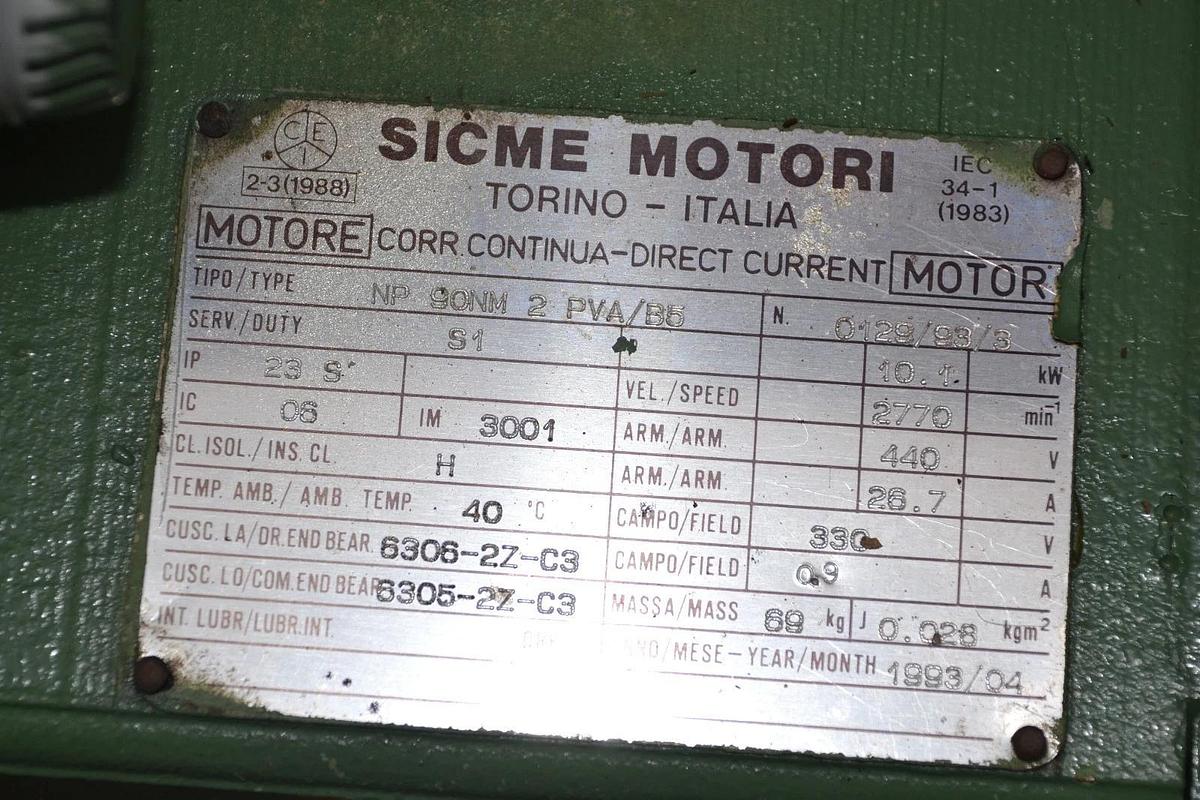 CEI
2-3(1988)
SICME MOTORI
TORINO - ITALIA
IEC
34-1
(1983)
MOTORE CORR.CONTINUA-DIRECT CURRENT MOTOR
TIPO/TYPE NP 90NM 2 PVA/B5 N. 0129/93/3
SERV./DUTY S1 10.1 kW
IP 23 S VEL./SPEED 2770 min-1
IC 06 IM 3001 ARM./ARM. 440 V
CL.ISOL./INS.CL. H ARM./ARM. 26.7 A
TEMP. AMB./AMB TEMP. 40 °C CAMPO/FIELD 330 V
CUSC.LA/DR.END BEAR 6306-2Z-C3 CAMPO/FIELD 0.9 A
CUSC.LO/COM.END BEAR 6305-2Z-C3 MASSA/MASS 69 kg J 0.028 kgm²
INT. LUBR/LUBR.INT. /MESE-YEAR/MONTH 1993/04